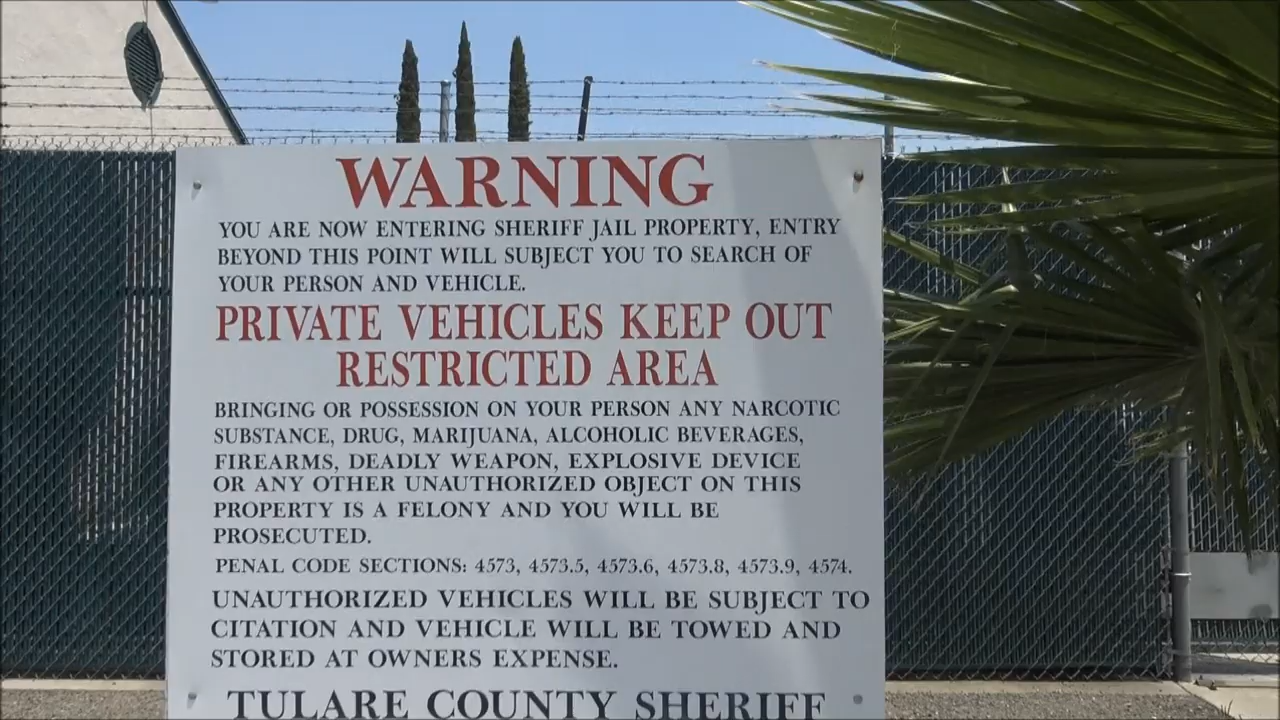 WARNING
YOU ARE NOW ENTERING SHERIFF JAIL PROPERTY, ENTRY
BEYOND THIS POINT WILL SUBJECT YOU TO SEARCH OF
YOUR PERSON AND VEHICLE.
PRIVATE VEHICLES KEEP OUT
RESTRICTED AREA
BRINGING OR POSSESSION ON YOUR PERSON ANY NARCOTIC
SUBSTANCE, DRUG, MARIJUANA, ALCOHOLIC BEVERAGES,
FIREARMS, DEADLY WEAPON, EXPLOSIVE DEVICE
OR ANY OTHER UNAUTHORIZED OBJECT ON THIS
PROPERTY IS A FELONY AND YOU WILL BE
PROSECUTED.
PENAL CODE SECTIONS: 4573, 4573.5, 4573.6, 4573.8, 4573.9, 4574.
UNAUTHORIZED VEHICLES WILL BE SUBJECT TO
CITATION AND VEHICLE WILL BE TOWED AND
STORED AT OWNERS EXPENSE.
TULARE COUNTY SHERIFF